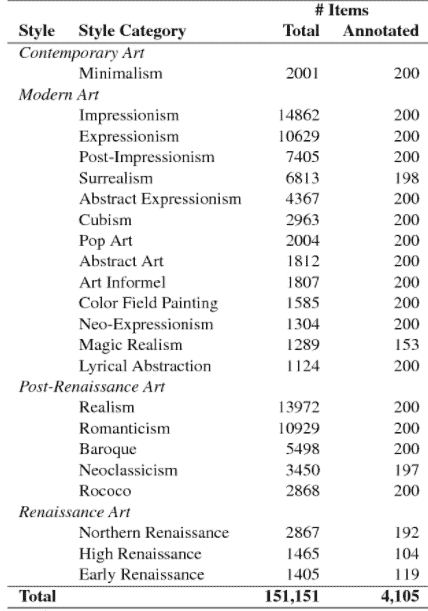 # Items
Style Style Category Total Annotated
Contemporary Art
Minimalism 2001 200
Modern Art
Impressionism 14862 200
Expressionism 10629 200
Post-Impressionism 7405 200
Surrealism 6813 198
Abstract Expressionism 4367 200
Cubism 2963 200
Pop Art 2004 200
Abstract Art 1812 200
Art Informel 1807 200
Color Field Painting 1585 200
Neo-Expressionism 1304 200
Magic Realism 1289 153
Lyrical Abstraction 1124 200
Post-Renaissance Art
Realism 13972 200
Romanticism 10929 200
Baroque 5498 200
Neoclassicism 3450 197
Rococo 2868 200
Renaissance Art
Northern Renaissance 2867 192
High Renaissance 1465 104
Early Renaissance 1405 119
Total 151,151 4,105